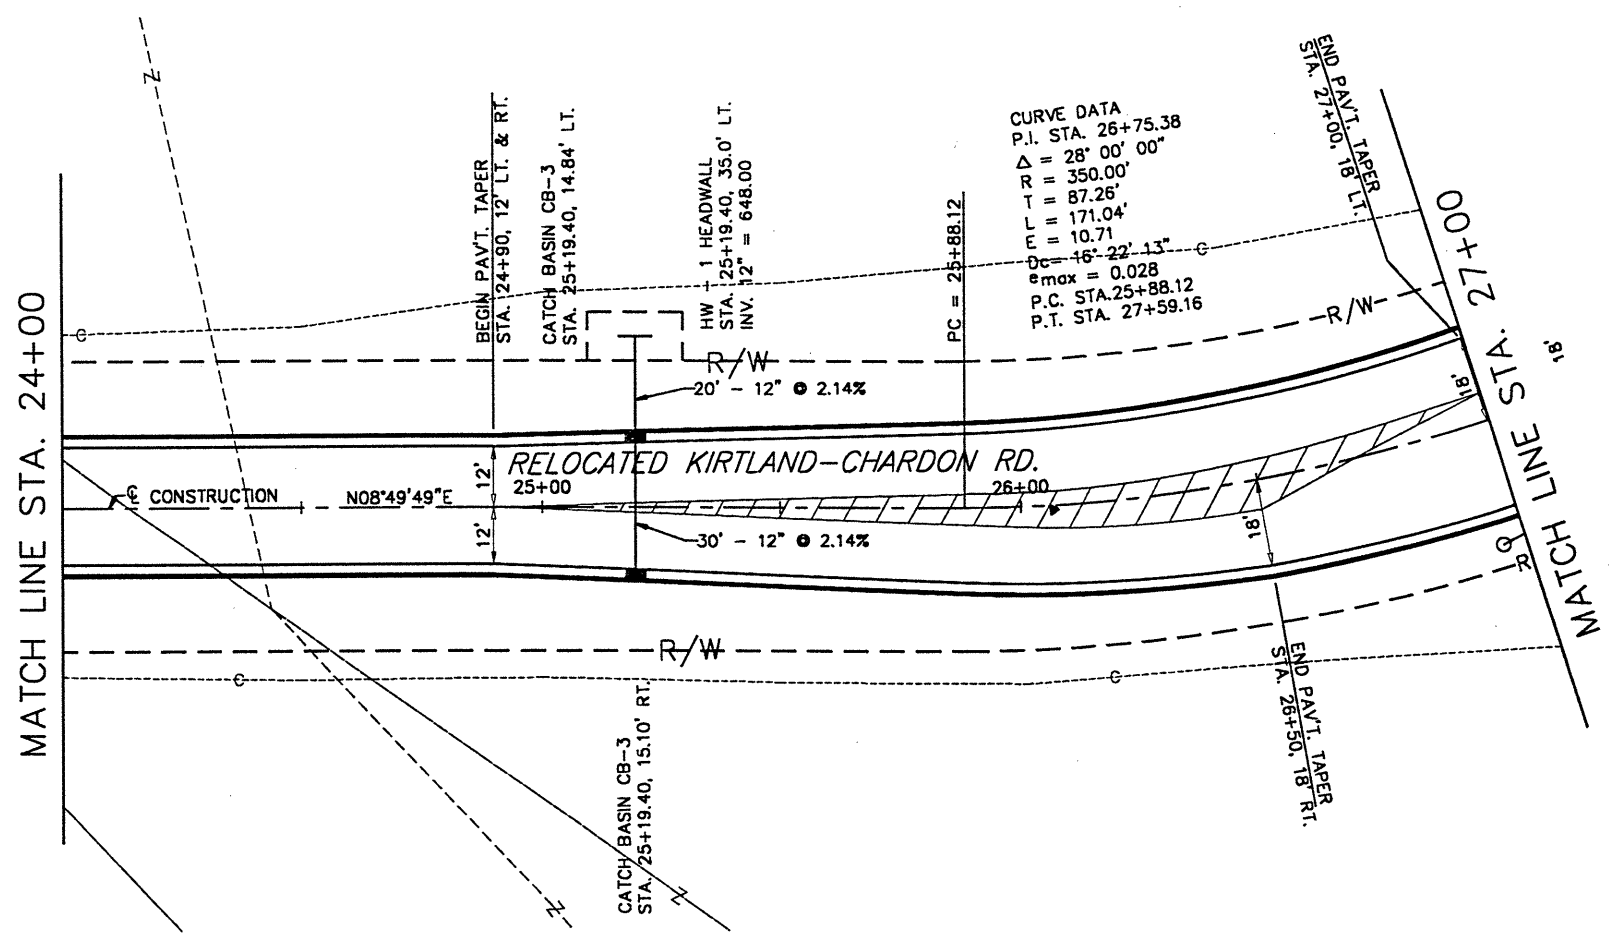 MATCH LINE STA. 24+00
BEGIN PAV'T. TAPER
STA. 24+90, 12' LT. & RT.
CATCH BASIN CB-3
STA. 25+19.40, 14.84' LT.
HW - 1 HEADWALL
STA. 25+19.40, 35.0' LT.
INV. 12" = 648.00
PC = 25+88.12
CURVE DATA
P.I. STA. 26+75.38
Δ = 28° 00' 00"
R = 350.00'
T = 87.26'
L = 171.04'
E = 10.71
Dc= 16° 22' 13"
emax = 0.028
P.C. STA.25+88.12
P.T. STA. 27+59.16
END PAV'T. TAPER
STA. 27+00, 18' LT.
MATCH LINE STA. 27+00
C
C
R/W
R/W
20' - 12" @ 2.14%
18'
18'
RELOCATED KIRTLAND-CHARDON RD.
12'
25+00
26+00
℄ CONSTRUCTION
N08°49'49"E
12'
30' - 12" @ 2.14%
18'
R
R/W
C
C
CATCH BASIN CB-3
STA. 25+19.40, 15.10' RT.
END PAV'T. TAPER
STA. 26+50, 18' RT.
Z
Z
Z